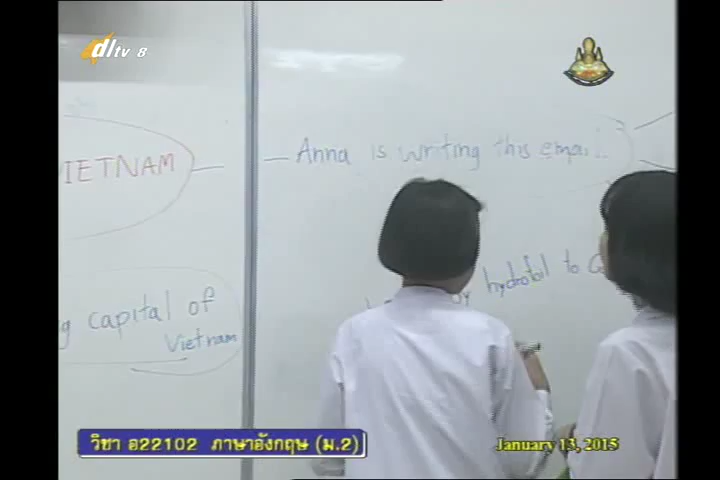 dltv 8
VIETNAM
Anna is writing this email.
by hydrofoil to
capital of
Vietnam
วิชา อ22102 ภาษาอังกฤษ (ม.2)
January 13, 2015